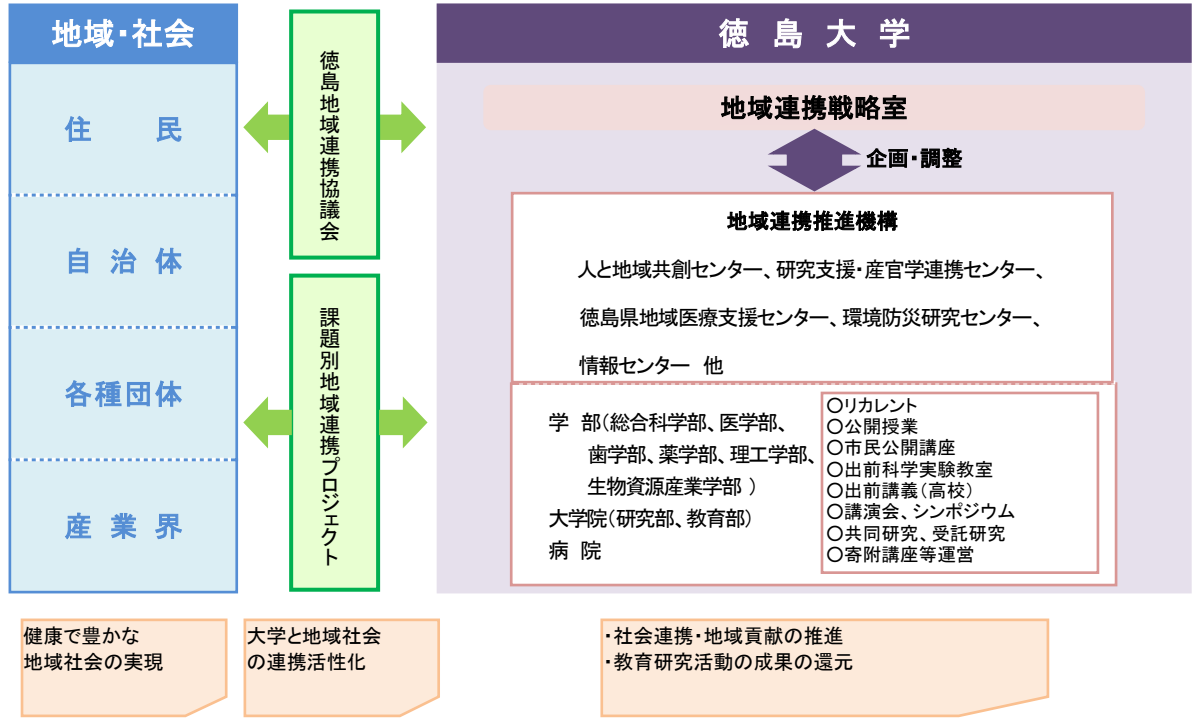 地域・社会
住　　民
自 治 体
各種団体
産 業 界
徳島地域連携協議会
課題別地域連携プロジェクト
徳 島 大 学
地域連携戦略室
企画・調整
地域連携推進機構
人と地域共創センター、研究支援・産官学連携センター、
徳島県地域医療支援センター、環境防災研究センター、
情報センター 他
学 部（総合科学部、医学部、
歯学部、薬学部、理工学部、
生物資源産業学部 ）
大学院（研究部、教育部）
病 院
○リカレント
○公開授業
○市民公開講座
○出前科学実験教室
○出前講義（高校）
○講演会、シンポジウム
○共同研究、受託研究
○寄附講座等運営
健康で豊かな
地域社会の実現
大学と地域社会
の連携活性化
・社会連携・地域貢献の推進
・教育研究活動の成果の還元